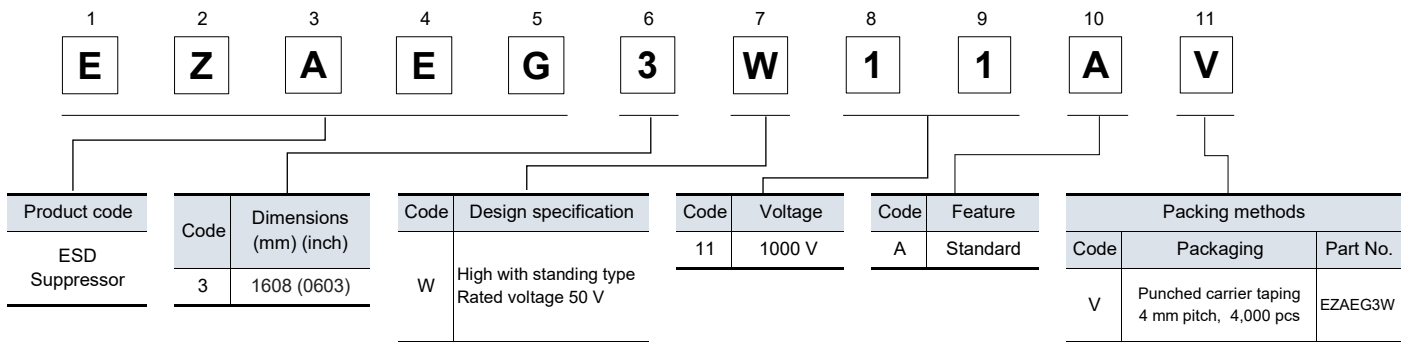 1 2 3 4 5 6 7 8 9 10 11
E Z A E G 3 W 1 1 A V
Product code
ESD
Suppressor
Code Dimensions
(mm) (inch)
3 1608 (0603)
Code Design specification
W High with standing type
Rated voltage 50 V
Code Voltage
11 1000 V
Code Feature
A Standard
Packing methods
Code Packaging Part No.
V Punched carrier taping
4 mm pitch, 4,000 pcs
EZAEG3W